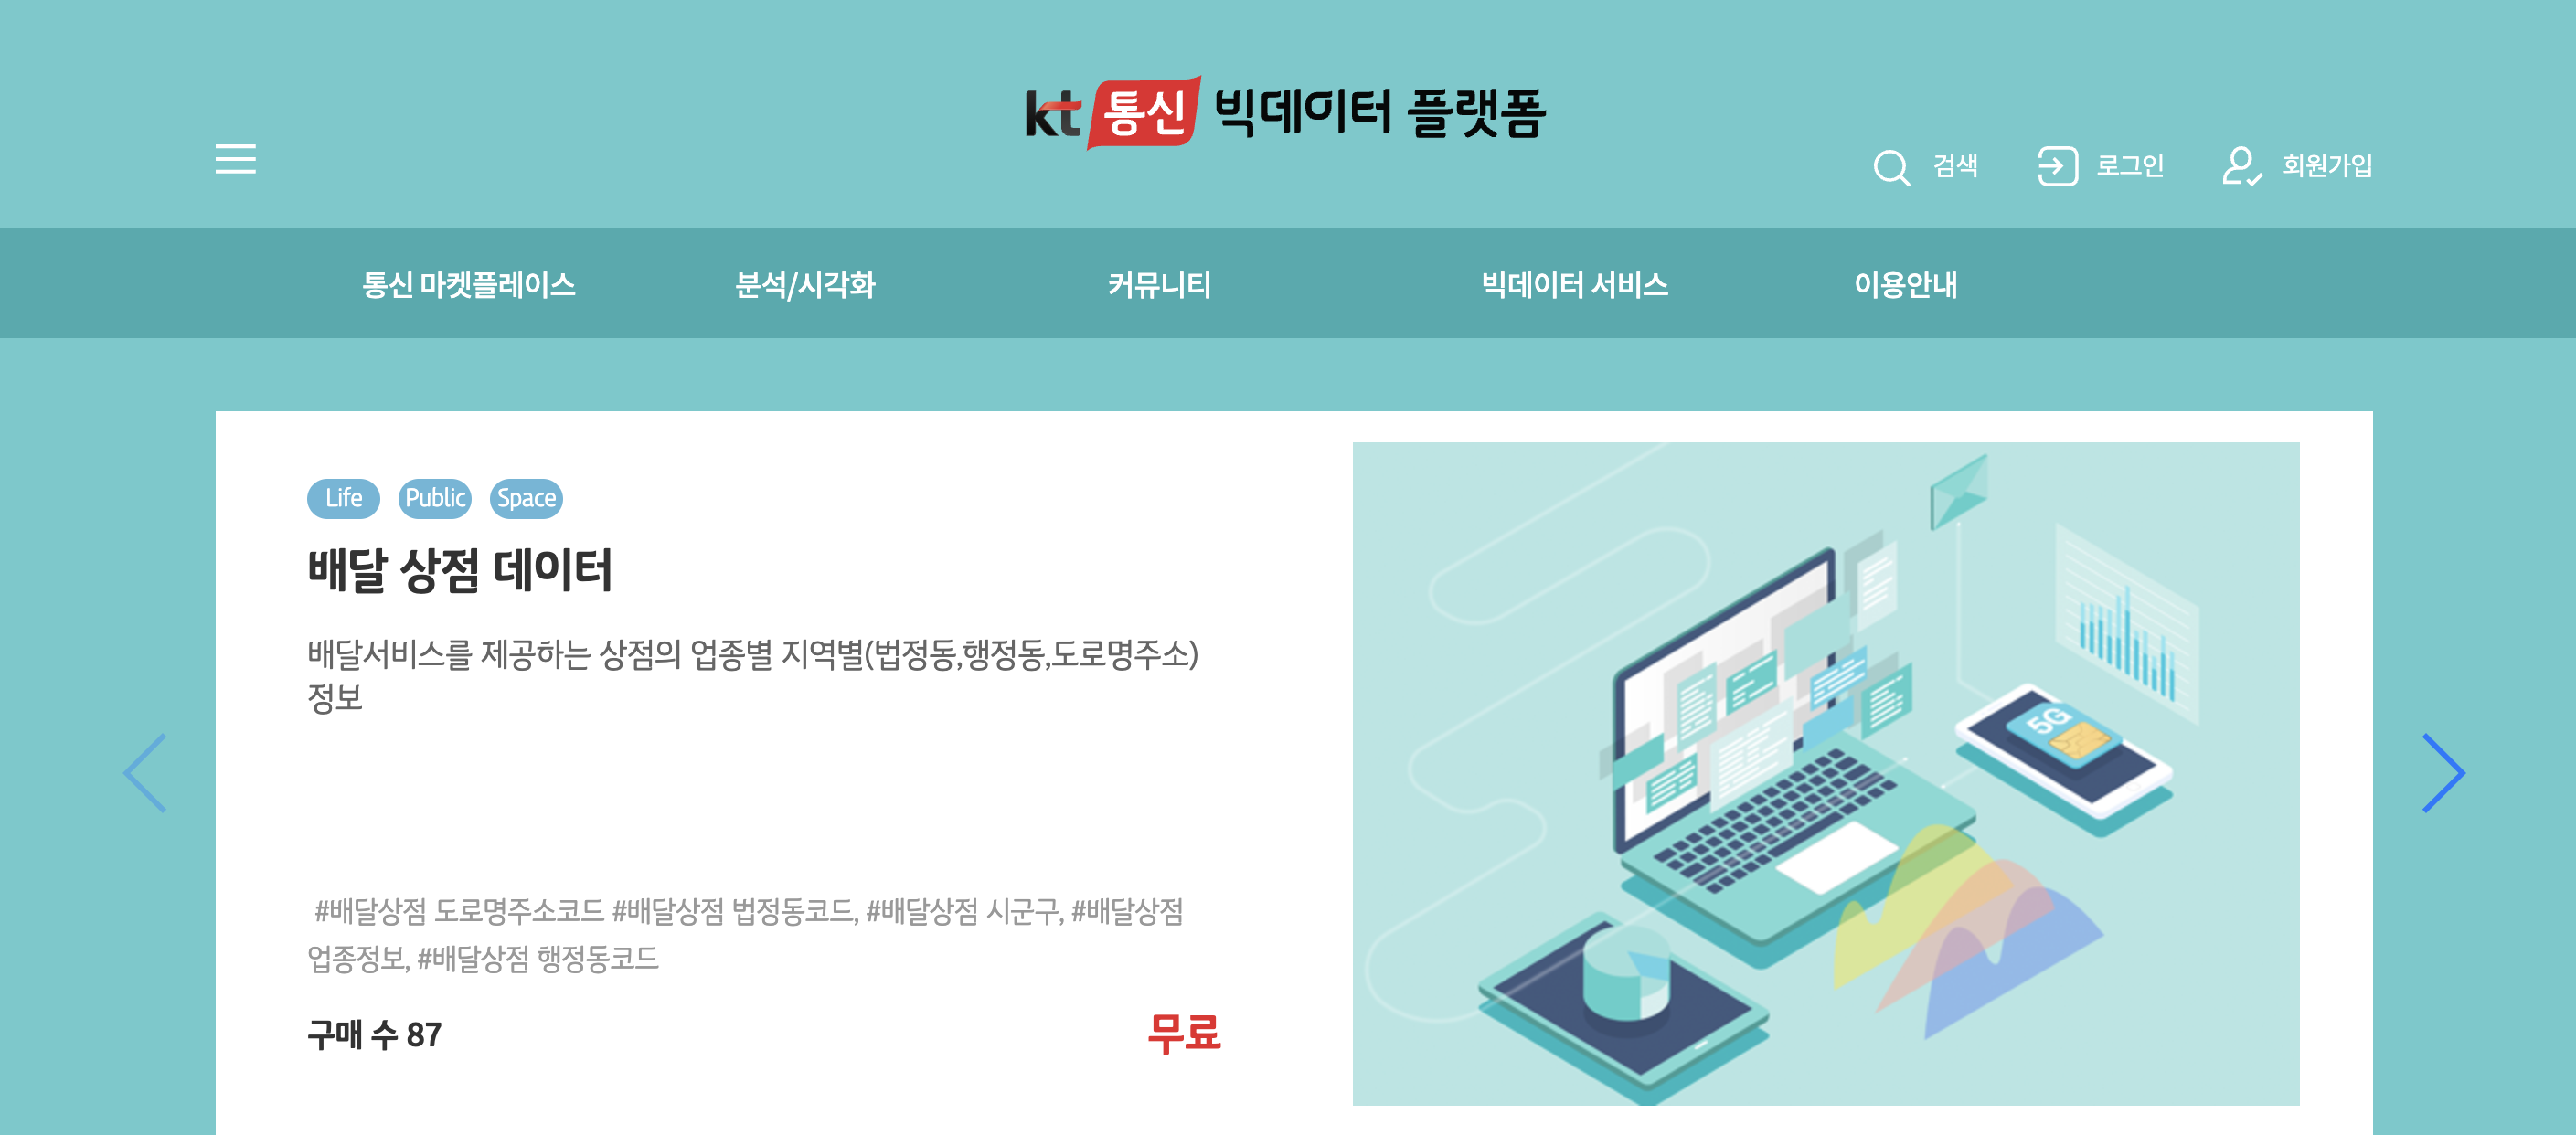 kt 통신 빅데이터 플랫폼
검색 로그인 회원가입
통신 마켓플레이스 분석/시각화 커뮤니티 빅데이터 서비스 이용안내
Life Public Space
배달 상점 데이터
배달서비스를 제공하는 상점의 업종별 지역별(법정동,행정동,도로명주소)
정보
#배달상점 도로명주소코드 #배달상점 법정동코드, #배달상점 시군구, #배달상점
업종정보, #배달상점 행정동코드
구매 수 87
무료
5G